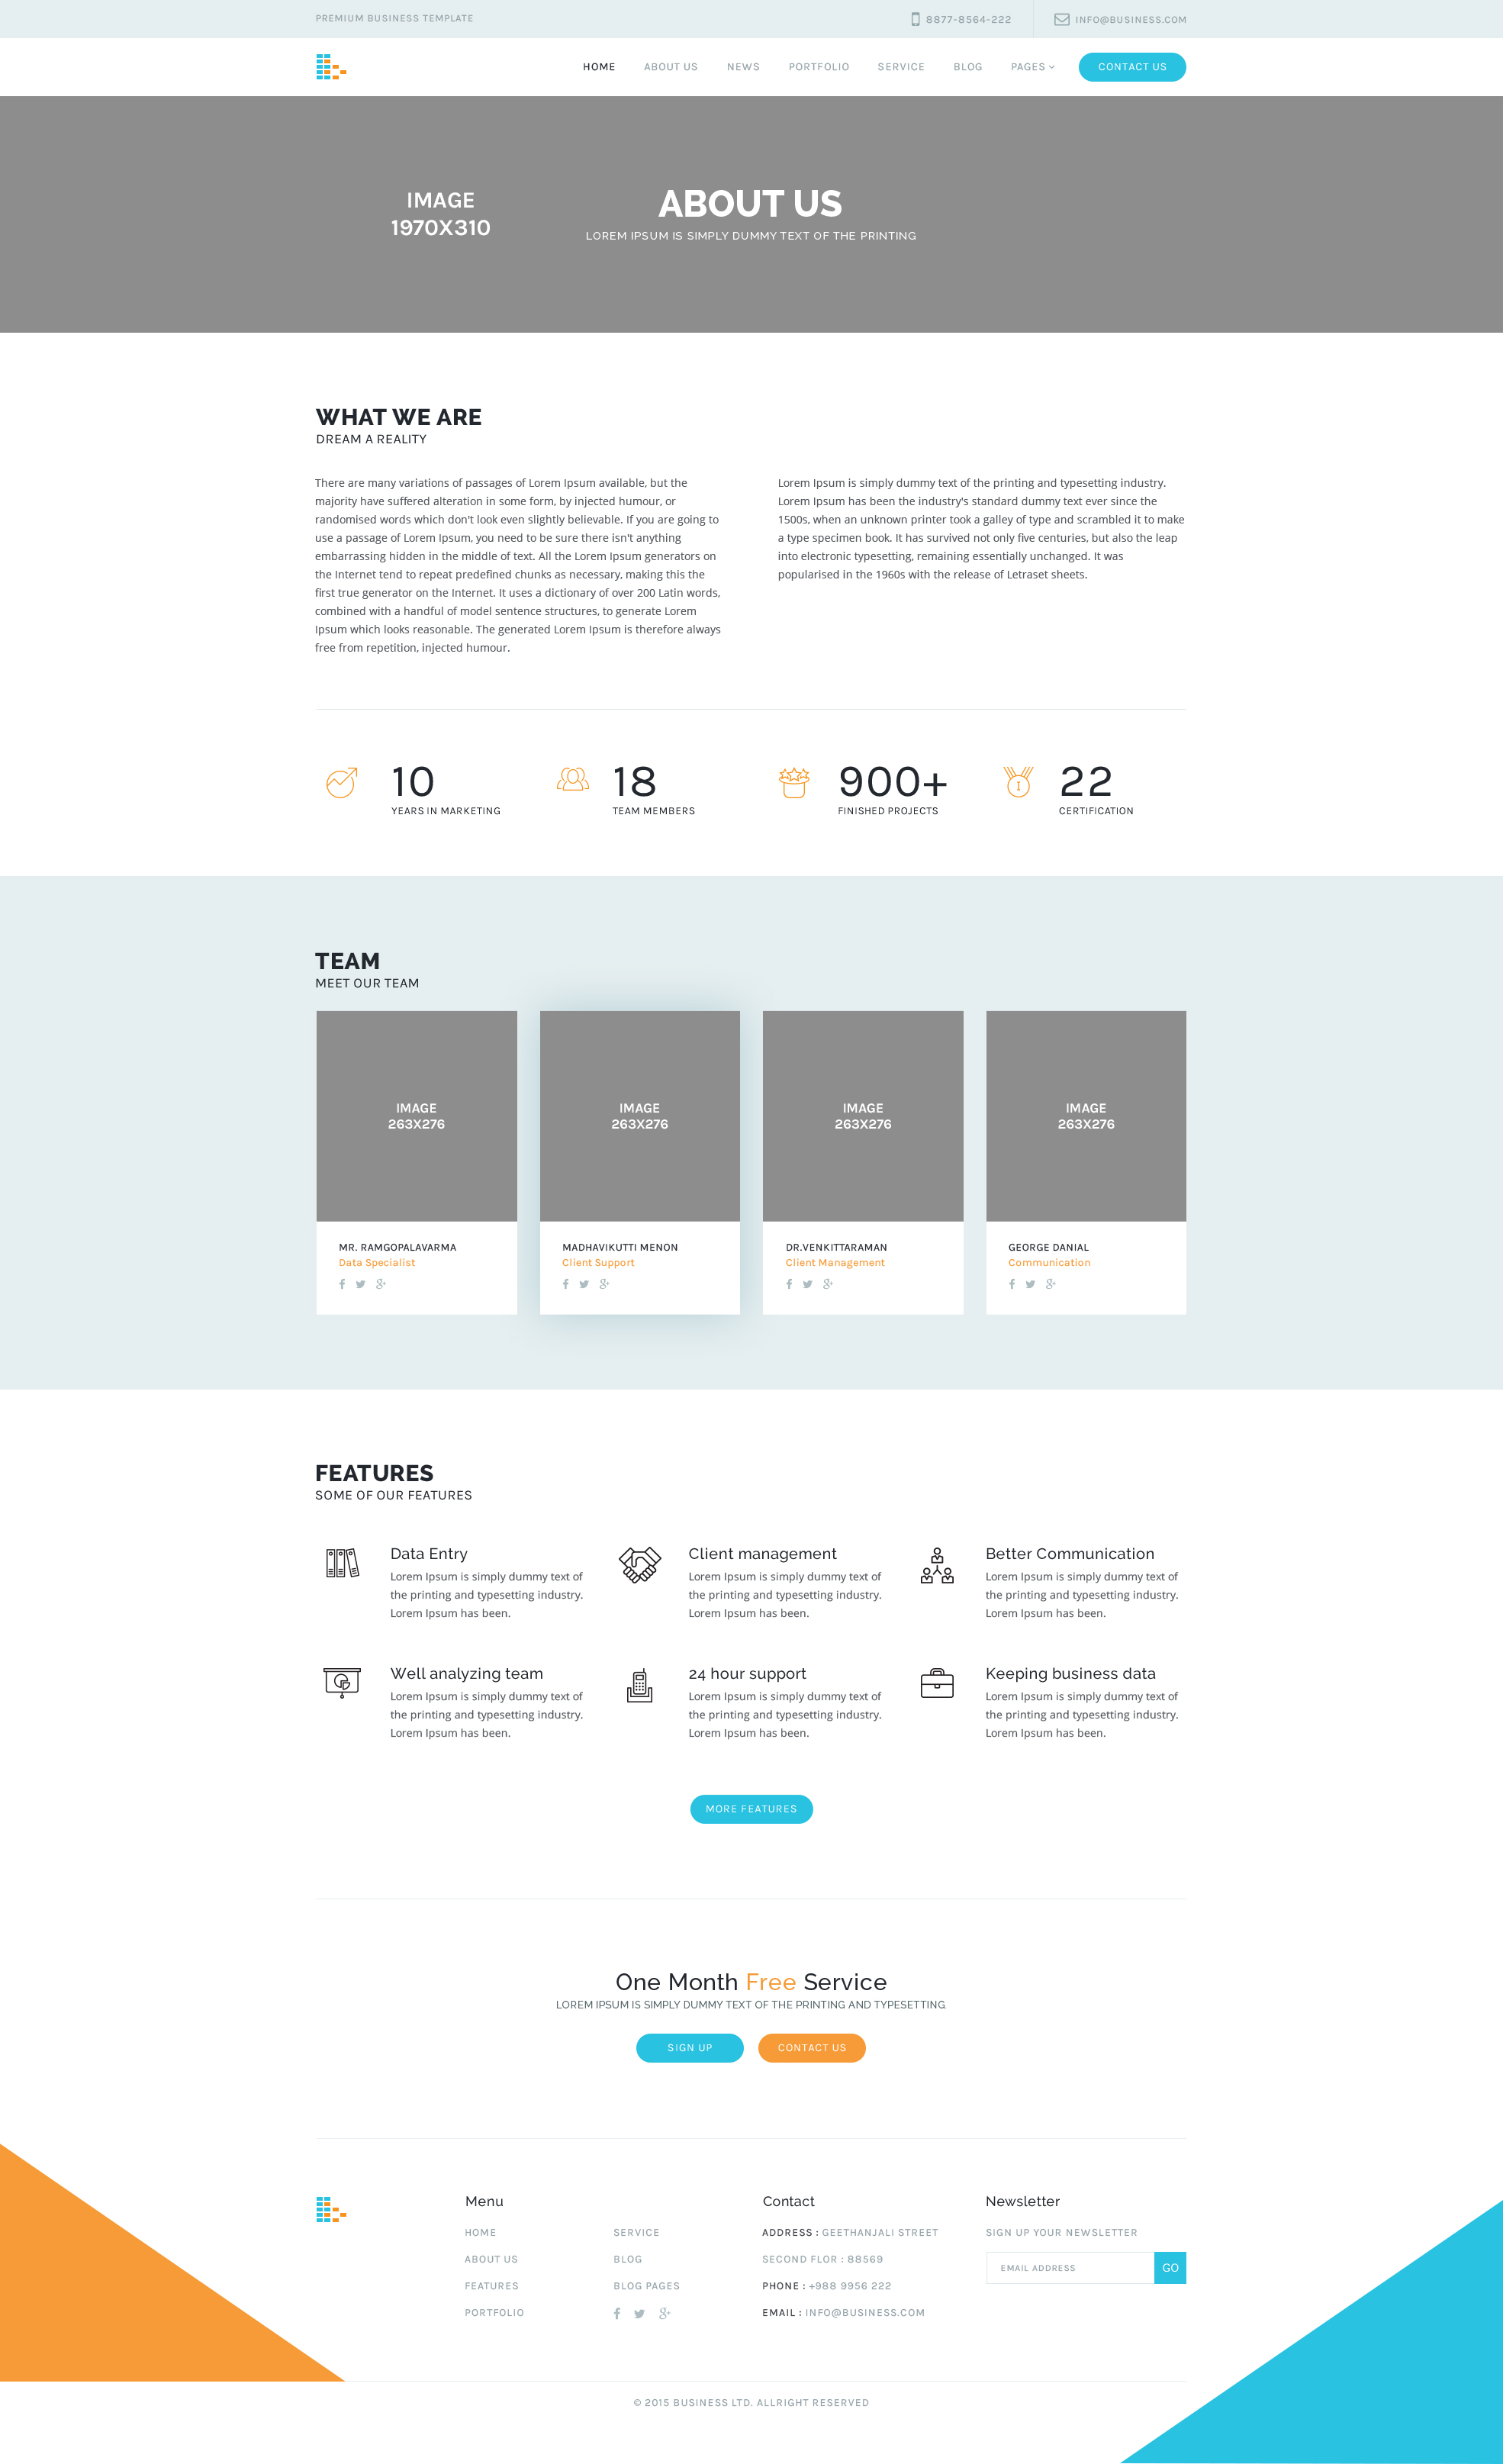 PREMIUM BUSINESS TEMPLATE
8877-8564-222
INFO@BUSINESS.COM
HOME
ABOUT US
NEWS
PORTFOLIO
SERVICE
BLOG
PAGES
CONTACT US
IMAGE
1970X310
ABOUT US
LOREM IPSUM IS SIMPLY DUMMY TEXT OF THE PRINTING
WHAT WE ARE
DREAM A REALITY
There are many variations of passages of Lorem Ipsum available, but the
majority have suffered alteration in some form, by injected humour, or
randomised words which don't look even slightly believable. If you are going to
use a passage of Lorem Ipsum, you need to be sure there isn't anything
embarrassing hidden in the middle of text. All the Lorem Ipsum generators on
the Internet tend to repeat predefined chunks as necessary, making this the
first true generator on the Internet. It uses a dictionary of over 200 Latin words,
combined with a handful of model sentence structures, to generate Lorem
Ipsum which looks reasonable. The generated Lorem Ipsum is therefore always
free from repetition, injected humour.
Lorem Ipsum is simply dummy text of the printing and typesetting industry.
Lorem Ipsum has been the industry's standard dummy text ever since the
1500s, when an unknown printer took a galley of type and scrambled it to make
a type specimen book. It has survived not only five centuries, but also the leap
into electronic typesetting, remaining essentially unchanged. It was
popularised in the 1960s with the release of Letraset sheets.
10
YEARS IN MARKETING
18
TEAM MEMBERS
900+
FINISHED PROJECTS
22
CERTIFICATION
TEAM
MEET OUR TEAM
IMAGE
263X276
MR. RAMGOPALAVARMA
Data Specialist
IMAGE
263X276
MADHAVIKUTTI MENON
Client Support
IMAGE
263X276
DR.VENKITTARAMAN
Client Management
IMAGE
263X276
GEORGE DANIAL
Communication
FEATURES
SOME OF OUR FEATURES
Data Entry
Lorem Ipsum is simply dummy text of
the printing and typesetting industry.
Lorem Ipsum has been.
Client management
Lorem Ipsum is simply dummy text of
the printing and typesetting industry.
Lorem Ipsum has been.
Better Communication
Lorem Ipsum is simply dummy text of
the printing and typesetting industry.
Lorem Ipsum has been.
Well analyzing team
Lorem Ipsum is simply dummy text of
the printing and typesetting industry.
Lorem Ipsum has been.
24 hour support
Lorem Ipsum is simply dummy text of
the printing and typesetting industry.
Lorem Ipsum has been.
Keeping business data
Lorem Ipsum is simply dummy text of
the printing and typesetting industry.
Lorem Ipsum has been.
MORE FEATURES
One Month Free Service
LOREM IPSUM IS SIMPLY DUMMY TEXT OF THE PRINTING AND TYPESETTING.
SIGN UP
CONTACT US
Menu
HOME
ABOUT US
FEATURES
PORTFOLIO
SERVICE
BLOG
BLOG PAGES
Contact
ADDRESS : GEETHANJALI STREET
SECOND FLOR : 88569
PHONE : +988 9956 222
EMAIL : INFO@BUSINESS.COM
Newsletter
SIGN UP YOUR NEWSLETTER
EMAIL ADDRESS
GO
© 2015 BUSINESS LTD. ALLRIGHT RESERVED